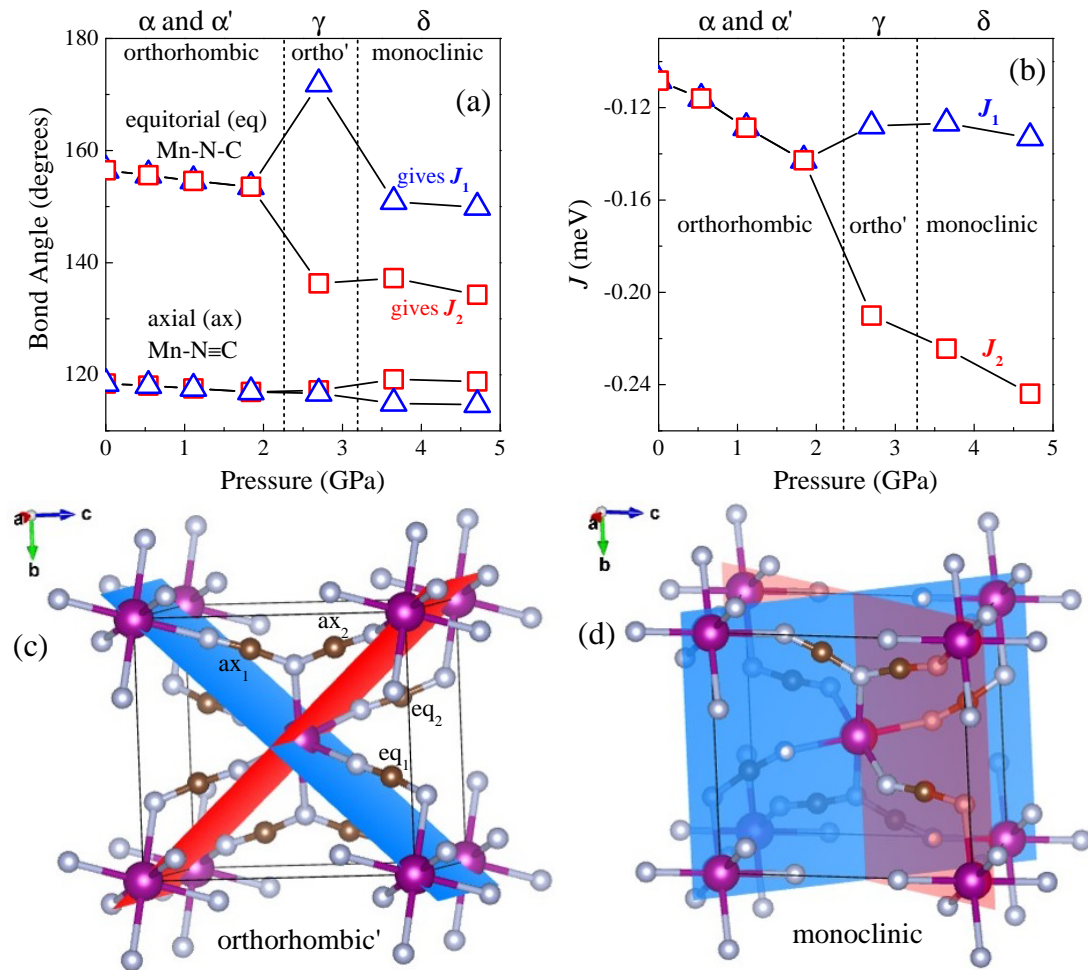 α and α'
γ
δ
orthorhombic
ortho'
monoclinic
(a)
equitorial (eq)
Mn-N-C
gives J1
gives J2
axial (ax)
Mn-N≡C
180
160
140
120
Bond Angle (degrees)
0
1
2
3
4
5
Pressure (GPa)
α and α'
γ
δ
(b)
J1
orthorhombic
ortho'
monoclinic
J2
-0.12
-0.16
-0.20
-0.24
J (meV)
0
1
2
3
4
5
Pressure (GPa)
a
c
b
(c)
ax2
ax1
eq2
eq1
orthorhombic'
a
c
b
(d)
monoclinic